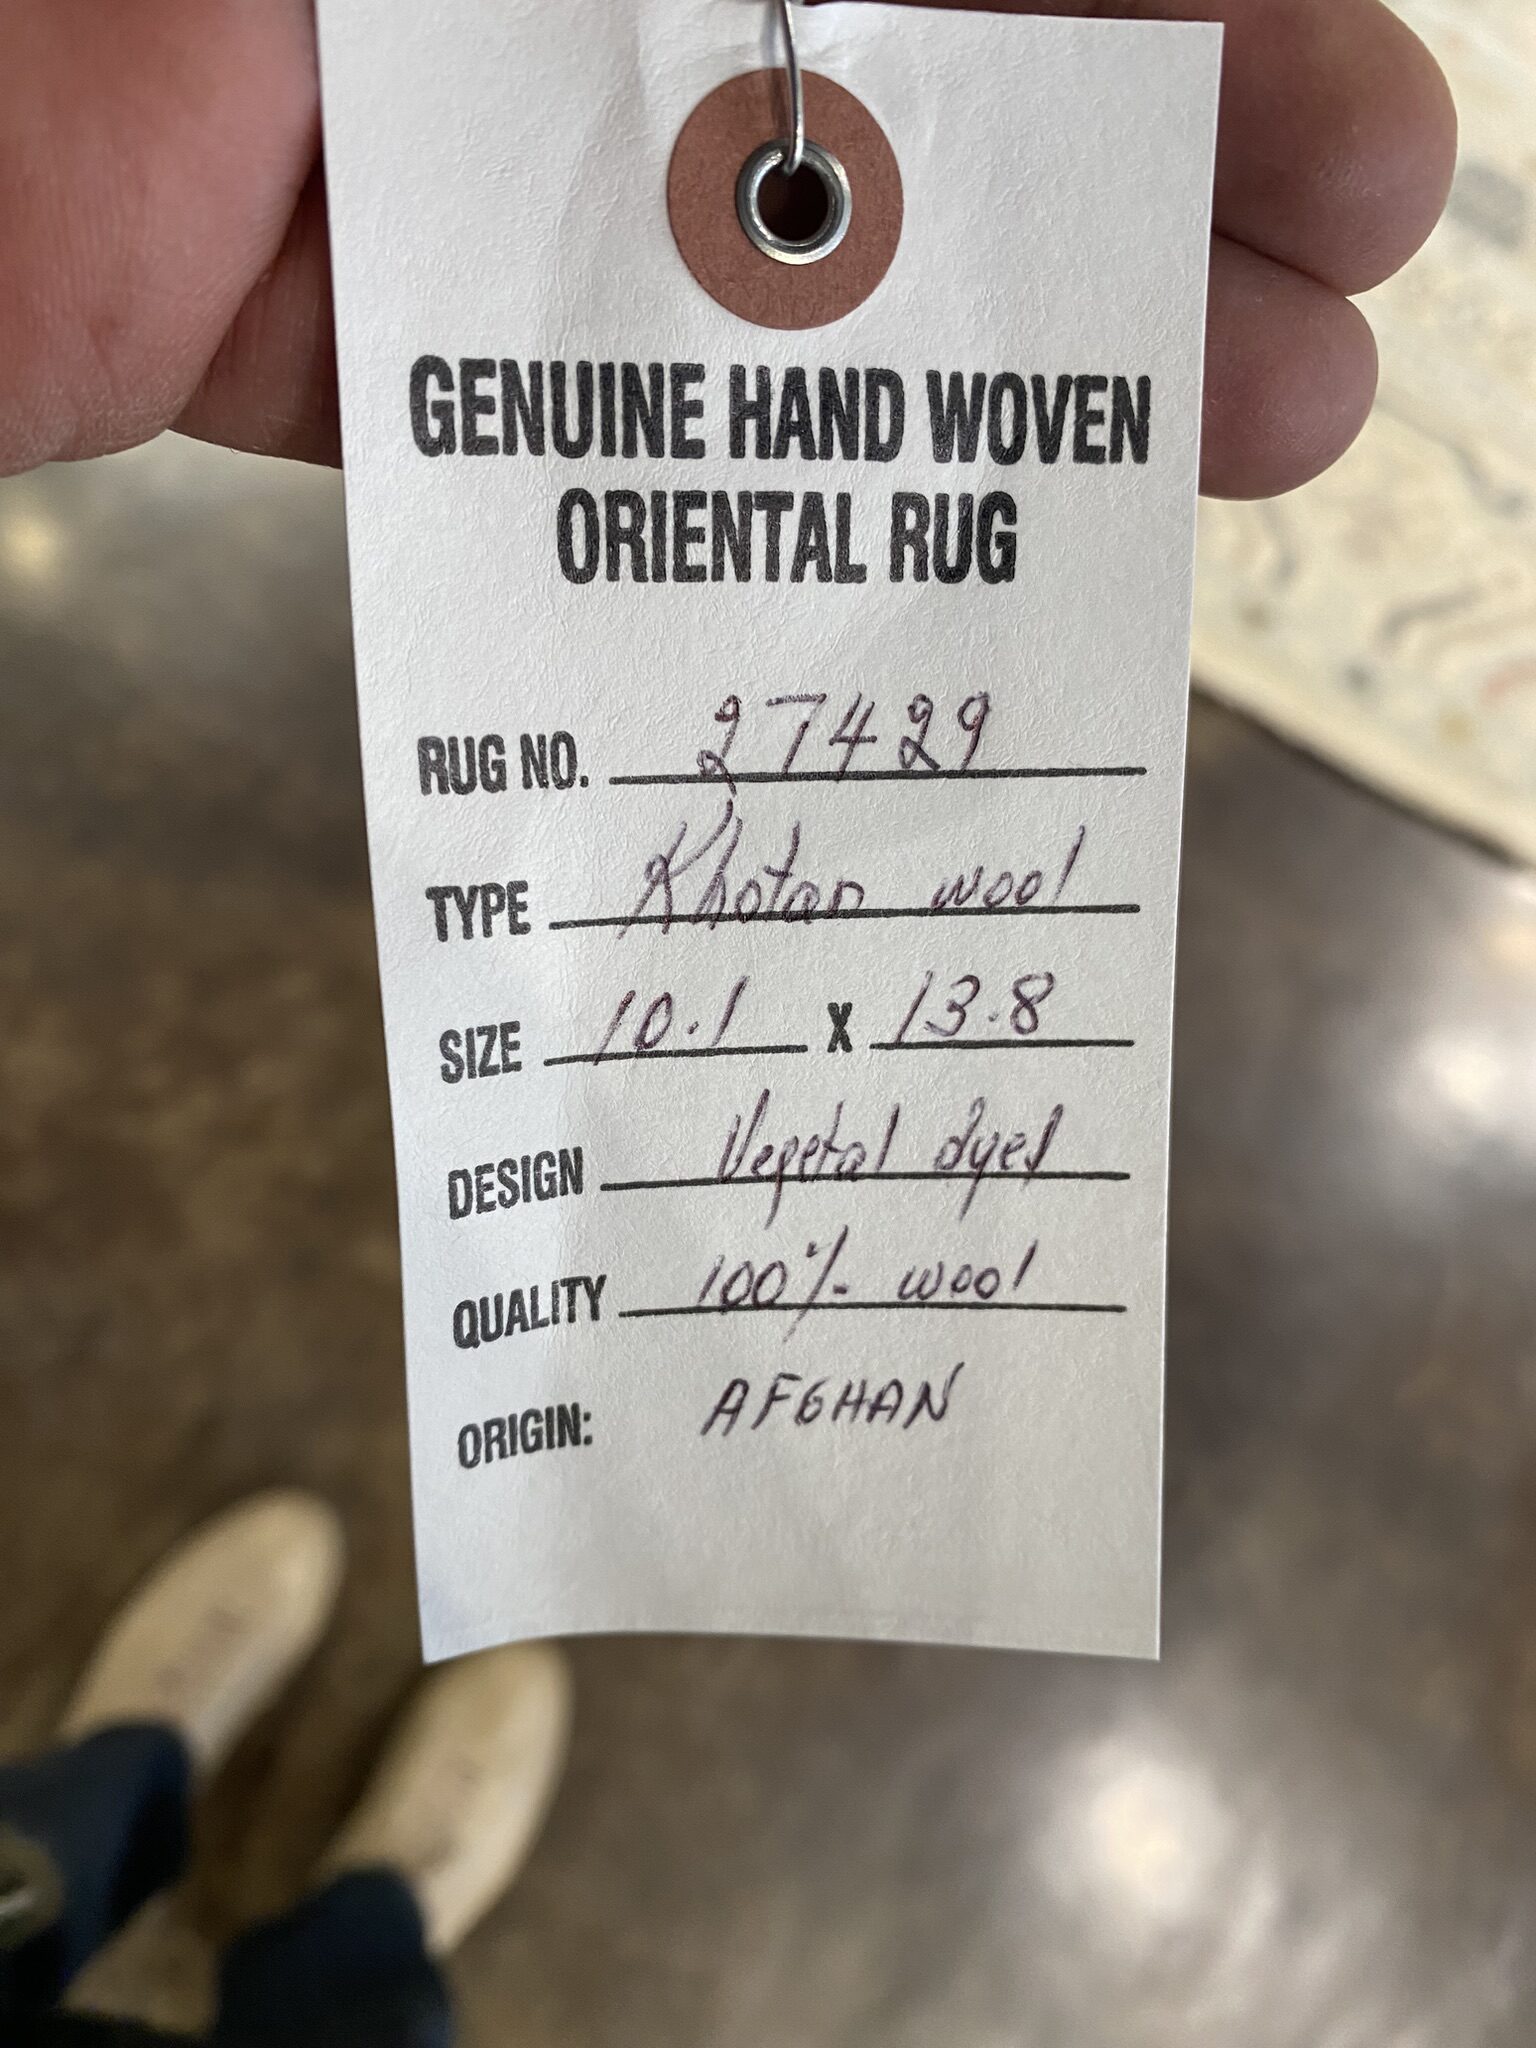 GENUINE HAND WOVEN
ORIENTAL RUG
RUG NO. 27429
TYPE Khotan wool
SIZE 10.1 X 13.8
DESIGN Vegetal dyes
QUALITY 100% wool
ORIGIN: AFGHAN